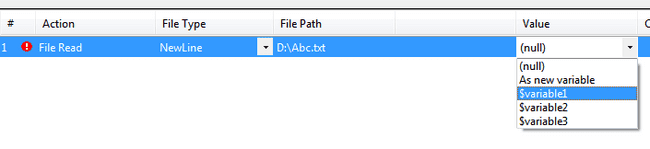 # Action File Type File Path Value C
1 File Read NewLine D:\Abc.txt (null)
(null)
As new variable
$variable1
$variable2
$variable3